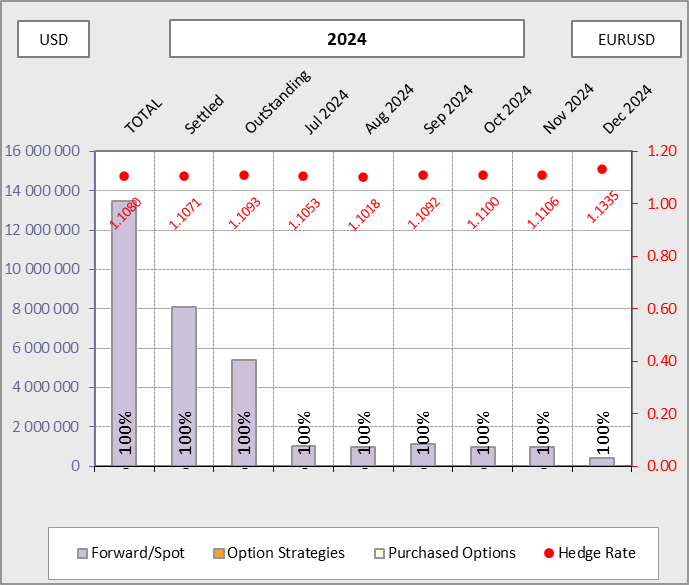 USD
2024
EURUSD
TOTAL
Settled
OutStanding
Jul 2024
Aug 2024
Sep 2024
Oct 2024
Nov 2024
Dec 2024
16 000 000
14 000 000
12 000 000
10 000 000
8 000 000
6 000 000
4 000 000
2 000 000
0
1.20
1.00
0.80
0.60
0.40
0.20
0.00
1.1080
1.1071
1.1093
1.1053
1.1018
1.1092
1.1100
1.1106
1.1335
100%
100%
100%
100%
100%
100%
100%
100%
100%
Forward/Spot
Option Strategies
Purchased Options
Hedge Rate